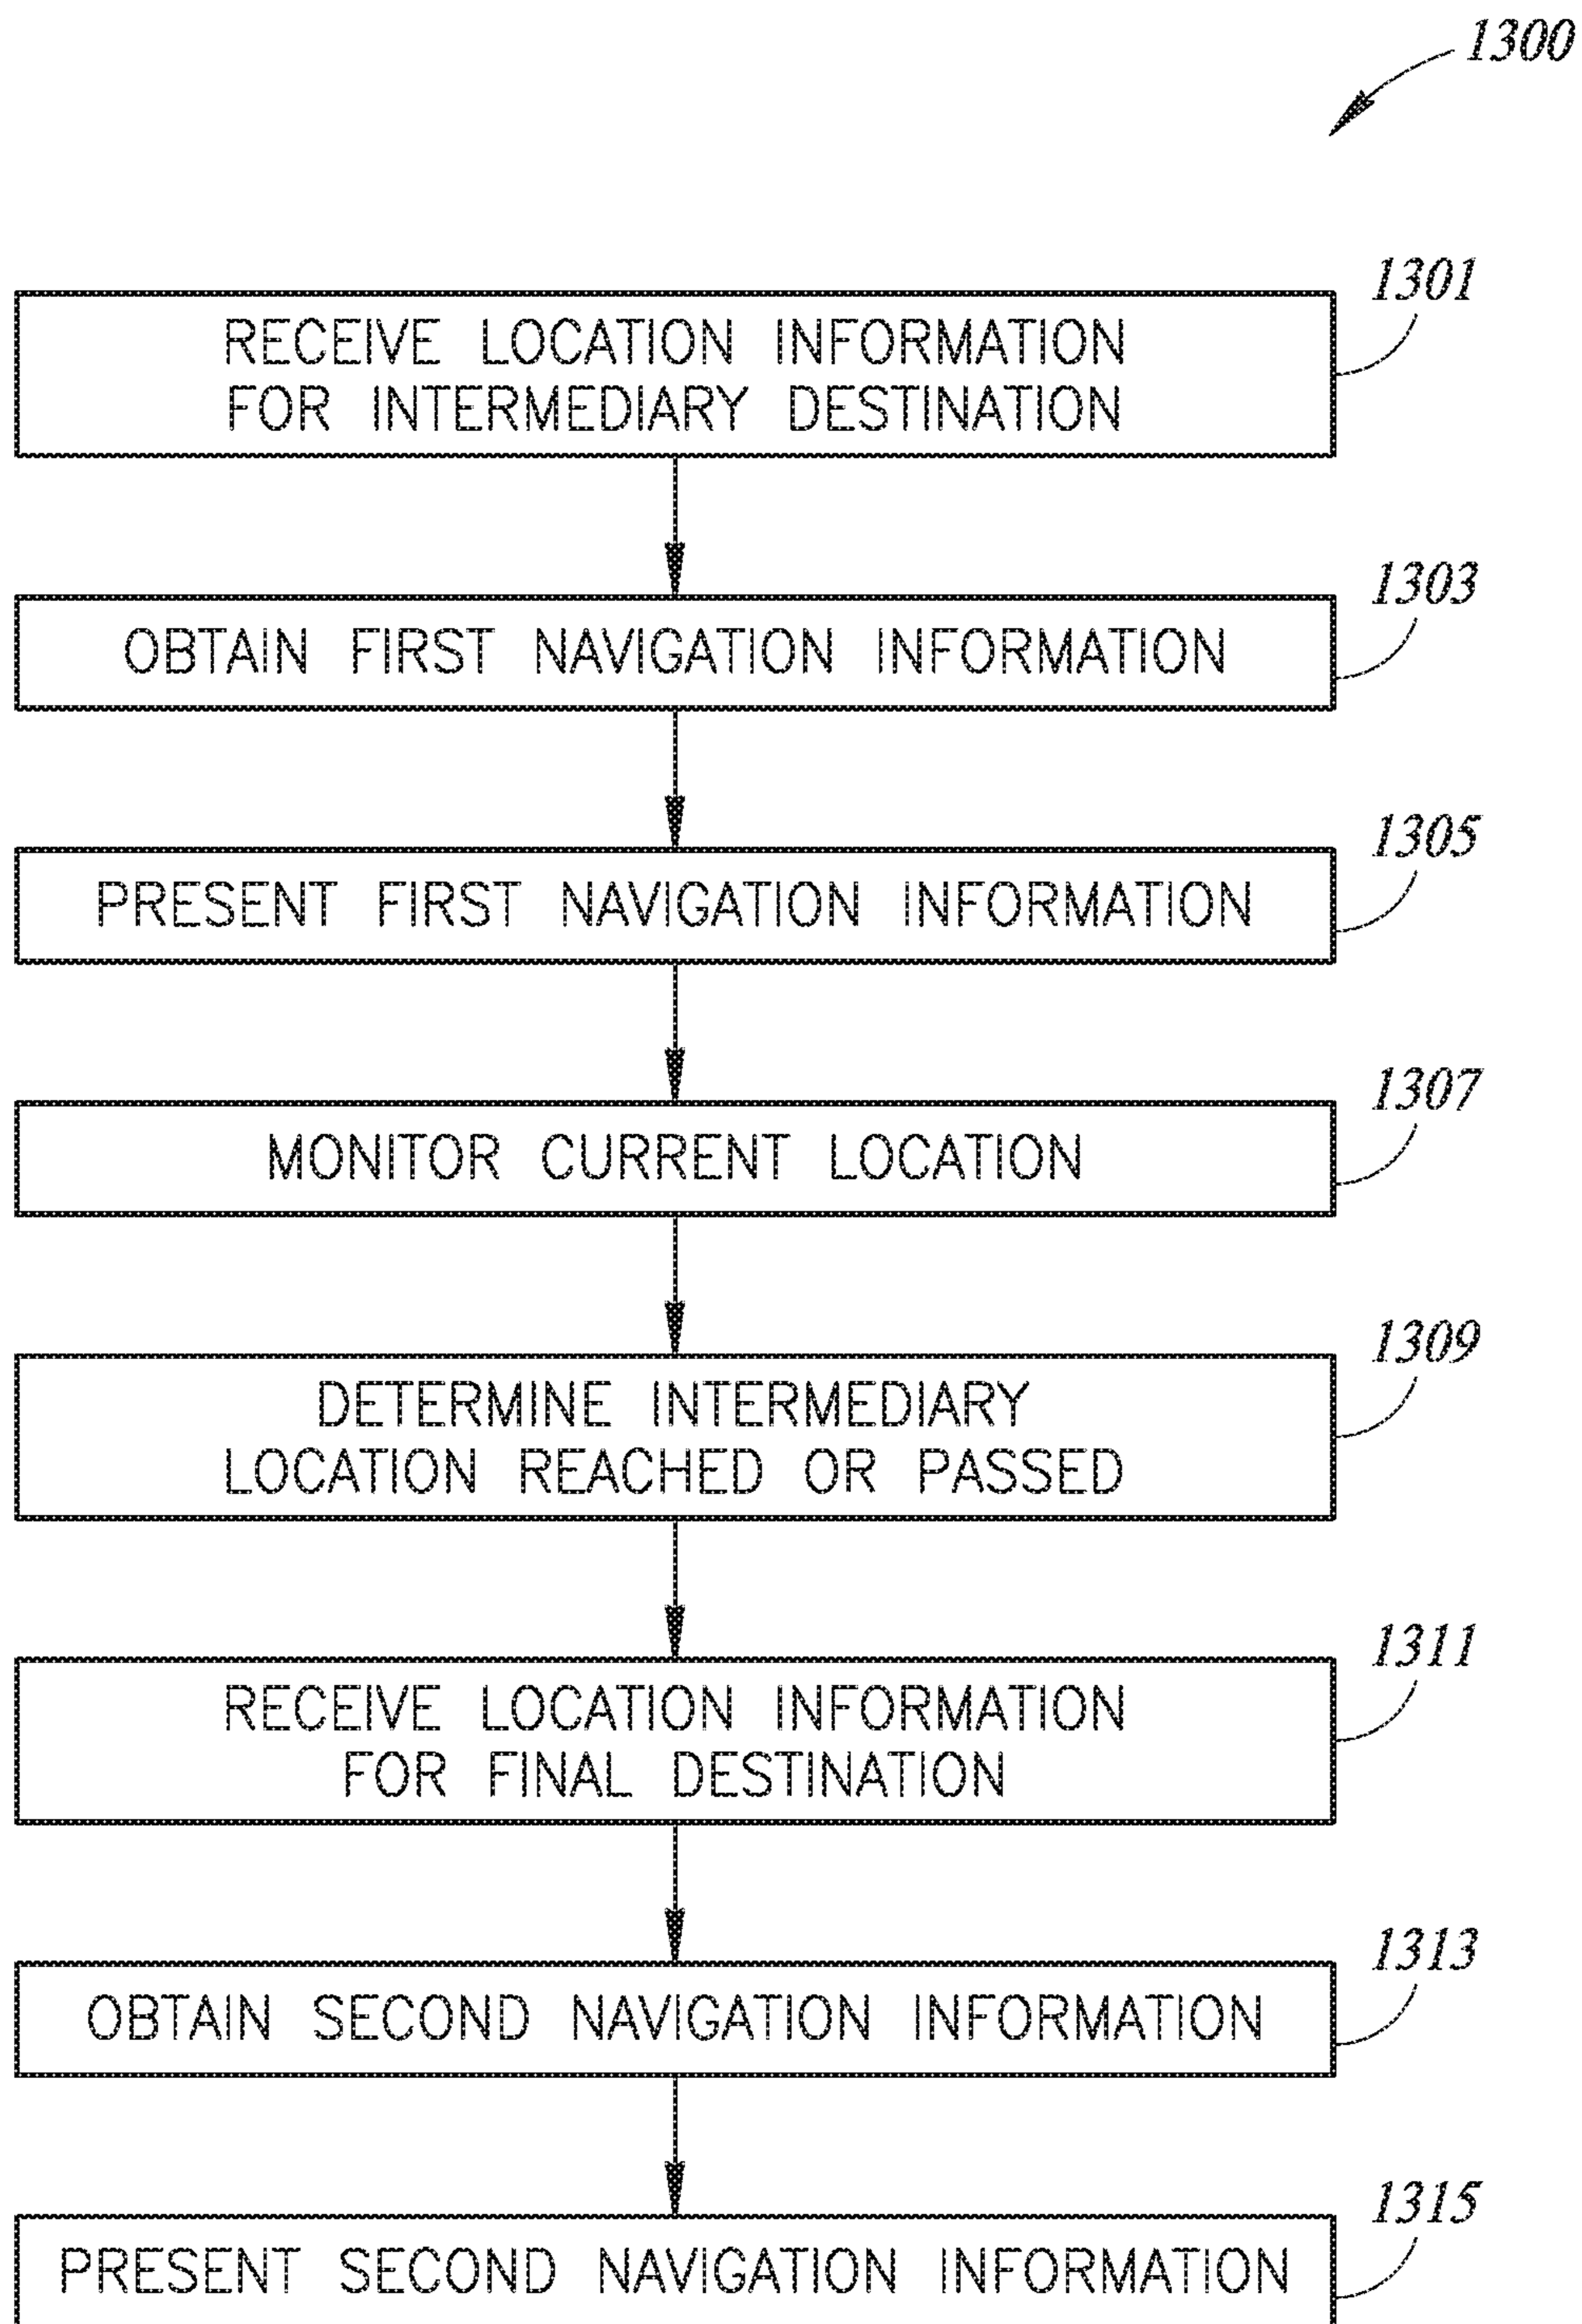 1300
1301
RECEIVE LOCATION INFORMATION
FOR INTERMEDIARY DESTINATION
1303
OBTAIN FIRST NAVIGATION INFORMATION
1305
PRESENT FIRST NAVIGATION INFORMATION
1307
MONITOR CURRENT LOCATION
1309
DETERMINE INTERMEDIARY
LOCATION REACHED OR PASSED
1311
RECEIVE LOCATION INFORMATION
FOR FINAL DESTINATION
1313
OBTAIN SECOND NAVIGATION INFORMATION
1315
PRESENT SECOND NAVIGATION INFORMATION